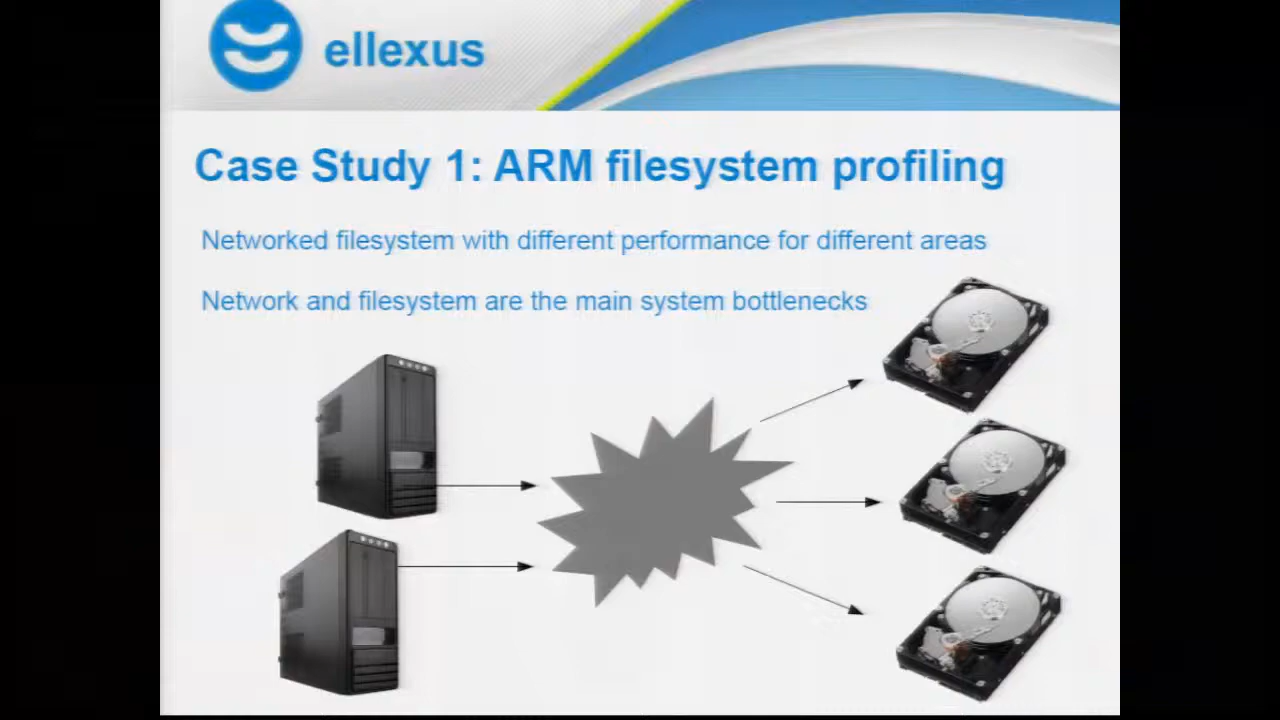 ellexus
Case Study 1: ARM filesystem profiling
Networked filesystem with different performance for different areas
Network and filesystem are the main system bottlenecks